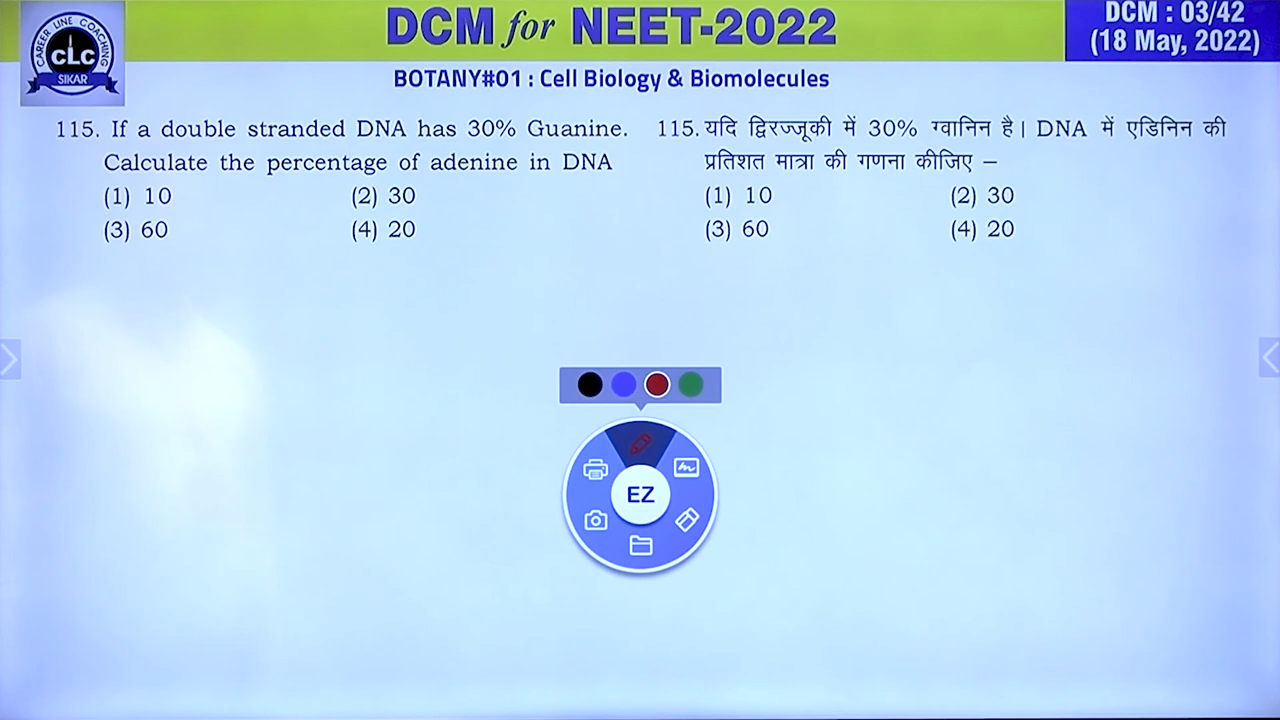 CAREER LINE COACHING
CLC
SIKAR
DCM for NEET-2022
DCM : 03/42
(18 May, 2022)
BOTANY#01 : Cell Biology & Biomolecules
115. If a double stranded DNA has 30% Guanine.
Calculate the percentage of adenine in DNA
(1) 10 (2) 30
(3) 60 (4) 20
115. यदि द्विरज्जूकी में 30% ग्वानिन है। DNA में एडिनिन की
प्रतिशत मात्रा की गणना कीजिए –
(1) 10 (2) 30
(3) 60 (4) 20
EZ